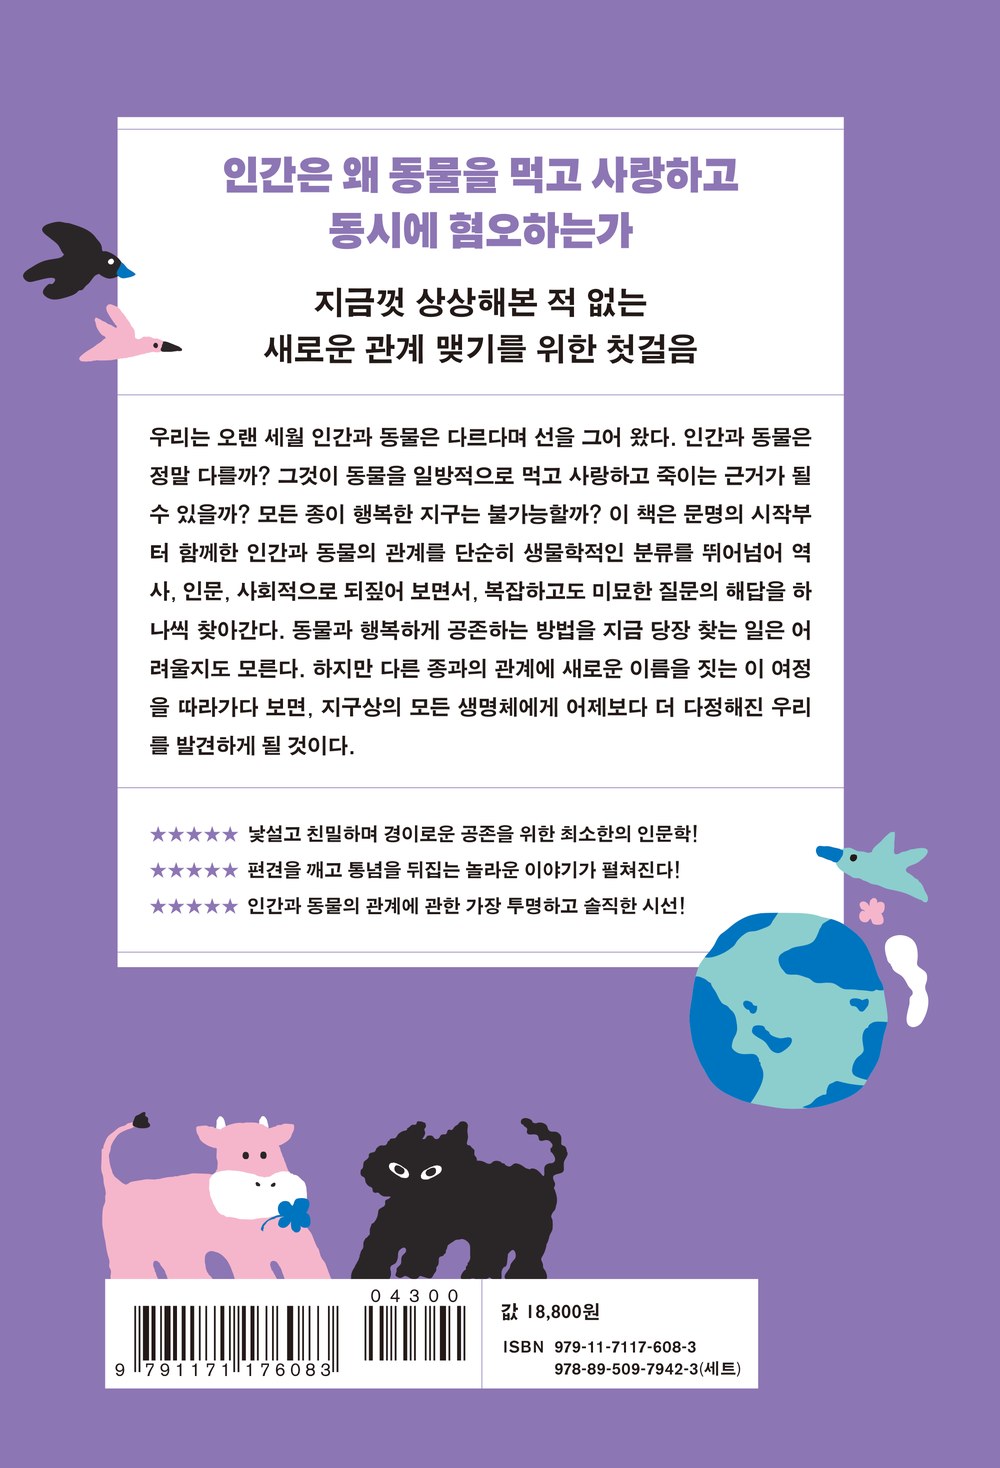 인간은 왜 동물을 먹고 사랑하고
동시에 혐오하는가
지금껏 상상해본 적 없는
새로운 관계 맺기를 위한 첫걸음
우리는 오랜 세월 인간과 동물은 다르다며 선을 그어 왔다. 인간과 동물은
정말 다를까? 그것이 동물을 일방적으로 먹고 사랑하고 죽이는 근거가 될
수 있을까? 모든 종이 행복한 지구는 불가능할까? 이 책은 문명의 시작부
터 함께한 인간과 동물의 관계를 단순히 생물학적인 분류를 뛰어넘어 역
사, 인문, 사회적으로 되짚어 보면서, 복잡하고도 미묘한 질문의 해답을 하
나씩 찾아간다. 동물과 행복하게 공존하는 방법을 지금 당장 찾는 일은 어
려울지도 모른다. 하지만 다른 종과의 관계에 새로운 이름을 짓는 이 여정
을 따라가다 보면, 지구상의 모든 생명체에게 어제보다 더 다정해진 우리
를 발견하게 될 것이다.
★★★★★ 낯설고 친밀하며 경이로운 공존을 위한 최소한의 인문학!
★★★★★ 편견을 깨고 통념을 뒤집는 놀라운 이야기가 펼쳐진다!
★★★★★ 인간과 동물의 관계에 관한 가장 투명하고 솔직한 시선!
04300
9 791171 176083
값 18,800원
ISBN 979-11-7117-608-3
978-89-509-7942-3(세트)